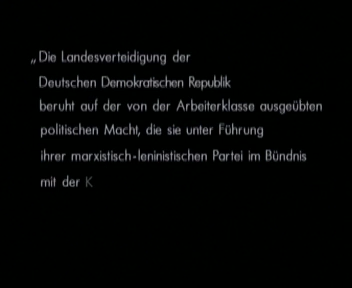 „Die Landesverteidigung der
Deutschen Demokratischen Republik
beruht auf der von der Arbeiterklasse ausgeübten
politischen Macht, die sie unter Führung
ihrer marxistisch-leninistischen Partei im Bündnis
mit der K